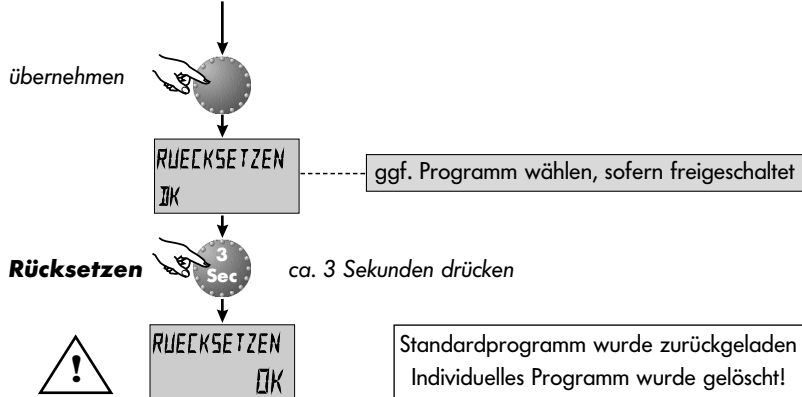 übernehmen
RUECKSETZEN
DK
ggf. Programm wählen, sofern freigeschaltet
Rücksetzen
3
Sec
ca. 3 Sekunden drücken
!
RUECKSETZEN
OK
Standardprogramm wurde zurückgeladen
Individuelles Programm wurde gelöscht!